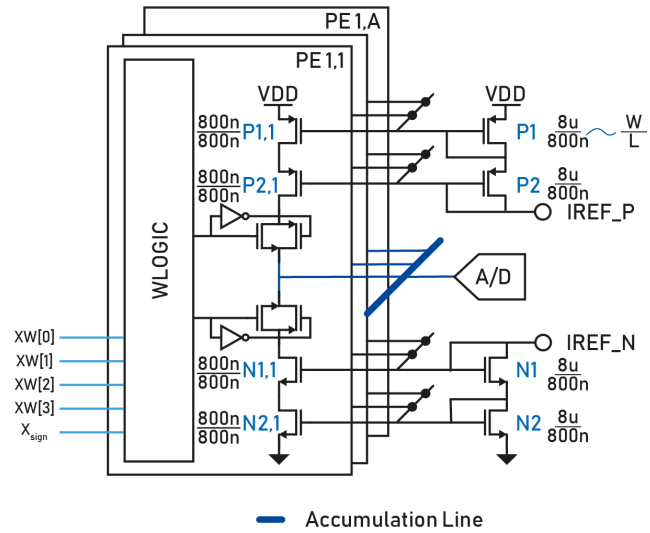 PE 1,A
PE 1,1
VDD
VDD
800n
800n
P1,1
P1
8u
800n
W
L
800n
800n
P2,1
P2
8u
800n
IREF_P
WLOGIC
A/D
XW[0]
XW[1]
XW[2]
XW[3]
Xsign
IREF_N
800n
800n
N1,1
N1
8u
800n
800n
800n
N2,1
N2
8u
800n
Accumulation Line